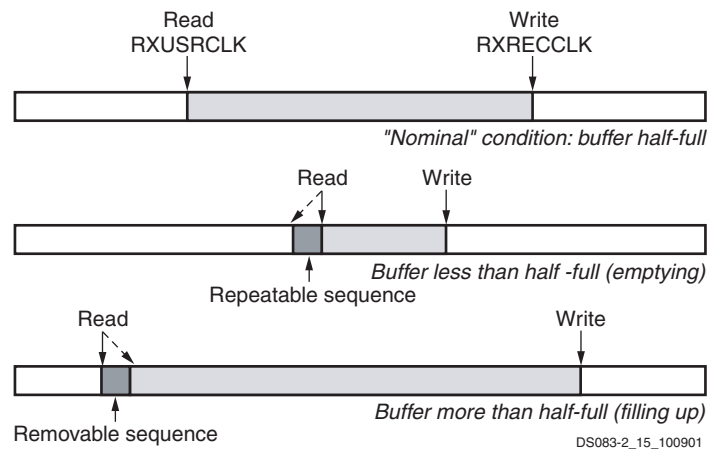 Read Write
RXUSRCLK RXRECCLK
"Nominal" condition: buffer half-full
Read Write
Buffer less than half -full (emptying)
Repeatable sequence
Read Write
Buffer more than half-full (filling up)
Removable sequence
DS083-2_15_100901